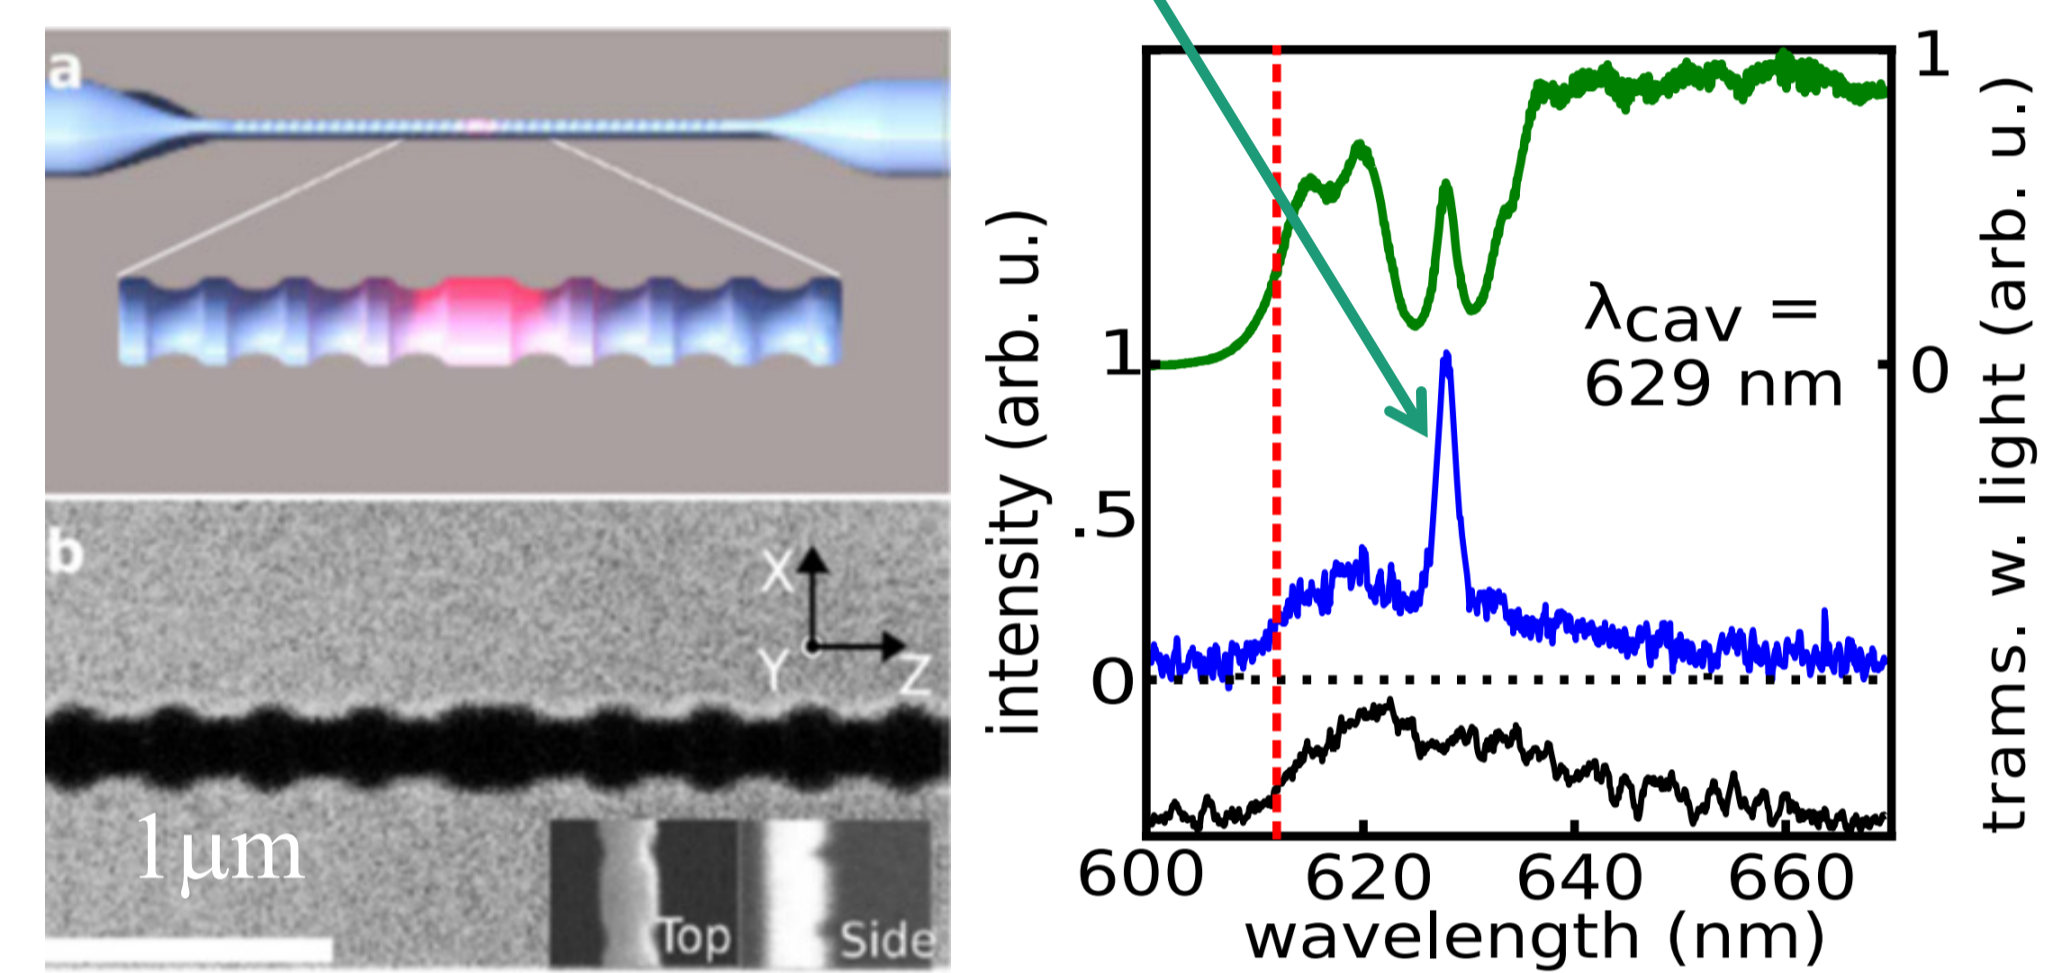 a
b
X
Y
Z
1μm
Top
Side
intensity (arb. u.)
1
.5
0
λcav =
629 nm
1
0
trams. w. light (arb. u.)
600
620
640
660
wavelength (nm)